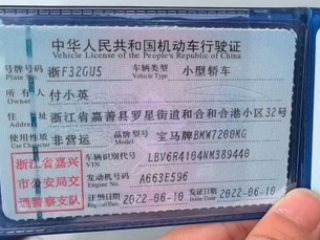 中华人民共和国机动车行驶证
Vehicle License of the People's Republic of China
号牌号码 浙F32GU5 车辆类型 小型轿车
Plate No. Vehicle Type
所有人 付小英
Owner
住址 浙江省嘉善县罗星街道和合和合港小区32号
使用性质 非营运 品牌型号 宝马牌BMW7200KG
车辆识别代号 LBV6R4104NM389440
VIN
浙江省嘉兴
市公安局交
通警察支队
发动机号码 A663E596
Engine No.
注册日期 2022-06-10 发证日期 2022-06-10